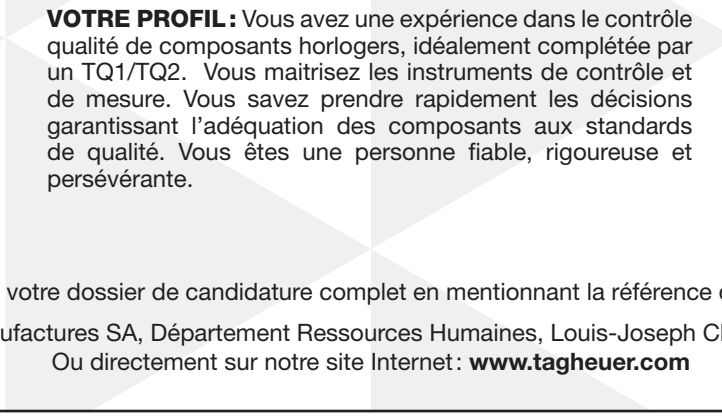 VOTRE PROFIL : Vous avez une expérience dans le contrôle
qualité de composants horlogers, idéalement complétée par
un TQ1/TQ2. Vous maitrisez les instruments de contrôle et
de mesure. Vous savez prendre rapidement les décisions
garantissant l’adéquation des composants aux standards
de qualité. Vous êtes une personne fiable, rigoureuse et
persévérante.
votre dossier de candidature complet en mentionnant la référence
ufactures SA, Département Ressources Humaines, Louis-Joseph
Ou directement sur notre site Internet : www.tagheuer.com